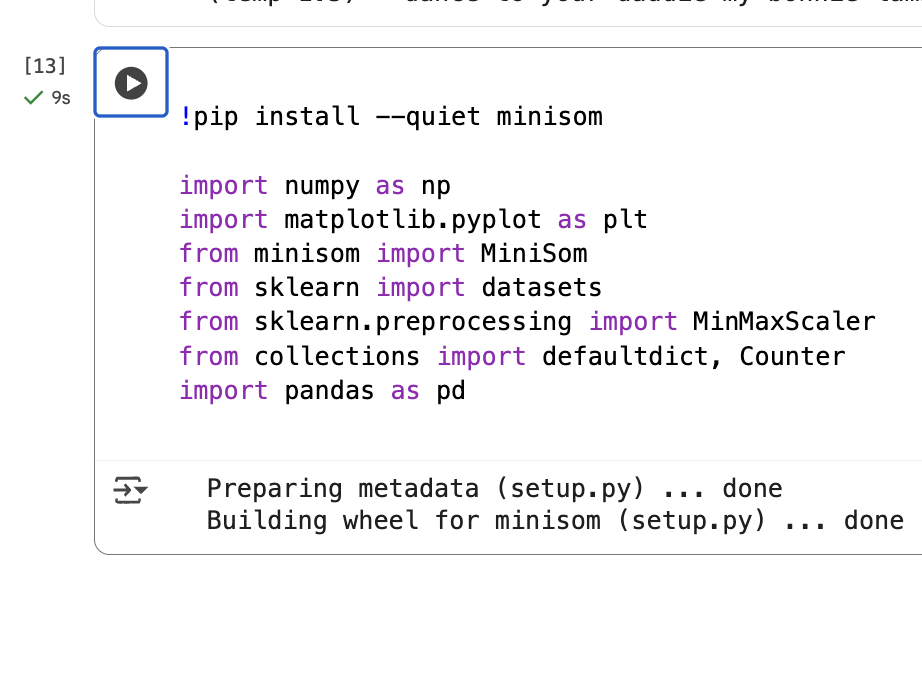 [13]
9s
!pip install --quiet minisom
import numpy as np
import matplotlib.pyplot as plt
from minisom import MiniSom
from sklearn import datasets
from sklearn.preprocessing import MinMaxScaler
from collections import defaultdict, Counter
import pandas as pd
Preparing metadata (setup.py) ... done
Building wheel for minisom (setup.py) ... done